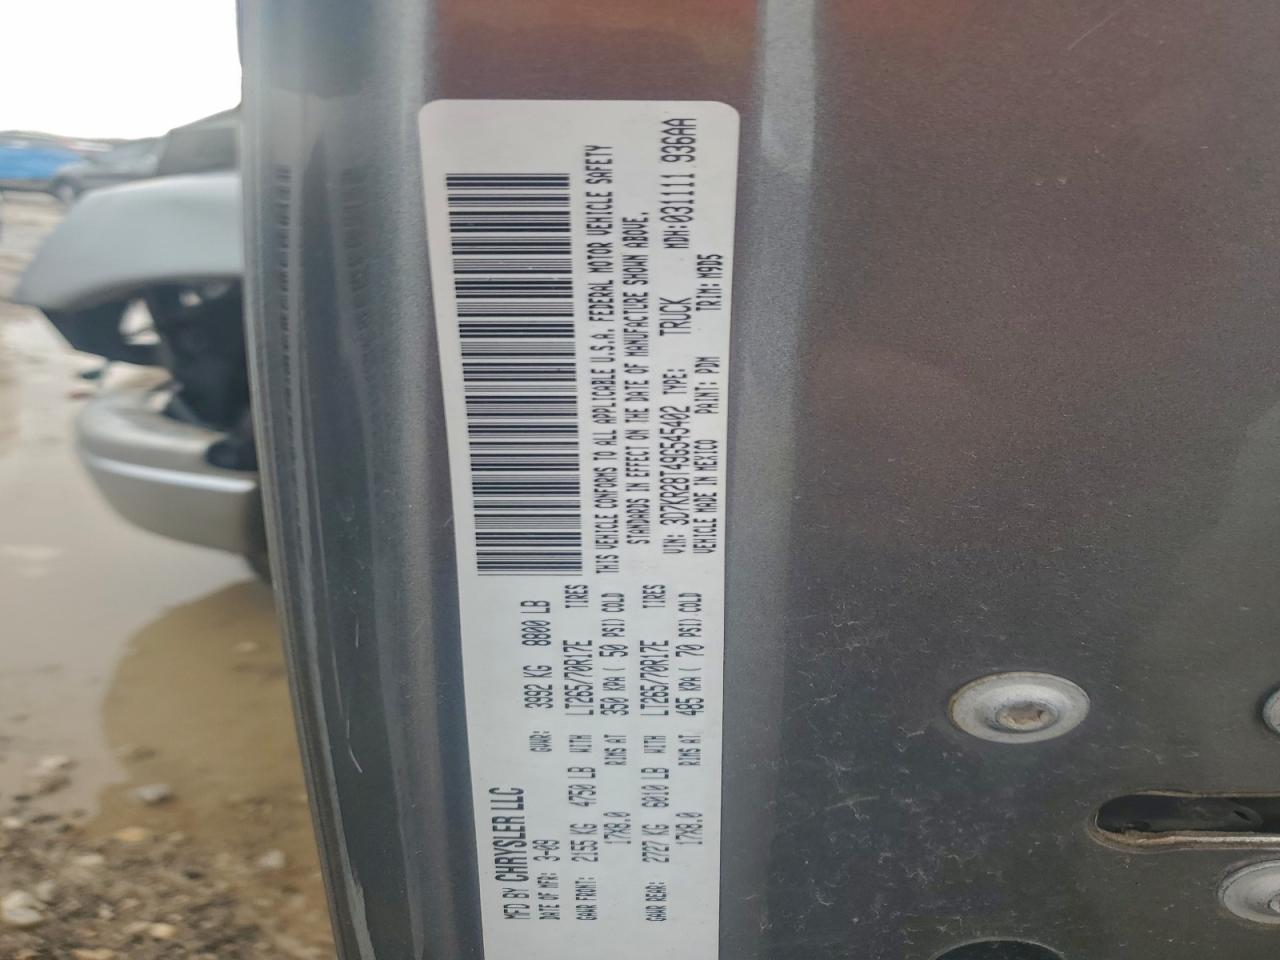 MFD BY CHRYSLER LLC
DATE OF MFR: 3-09 GVWR: 3992 KG 8800 LB
GAWR FRONT: 2155 KG 4750 LB WITH LT265/70R17E TIRES
17X8.0 RIMS AT 350 KPA ( 50 PSI) COLD
GAWR REAR: 2727 KG 6010 LB WITH LT265/70R17E TIRES
17X8.0 RIMS AT 485 KPA ( 70 PSI) COLD
THIS VEHICLE CONFORMS TO ALL APPLICABLE U.S.A. FEDERAL MOTOR VEHICLE SAFETY
STANDARDS IN EFFECT ON THE DATE OF MANUFACTURE SHOWN ABOVE.
VIN: 3D7KR28T49G545402 TYPE: TRUCK MDH:031111 936AA
VEHICLE MADE IN MEXICO PAINT: PDM TRIM: M9D5